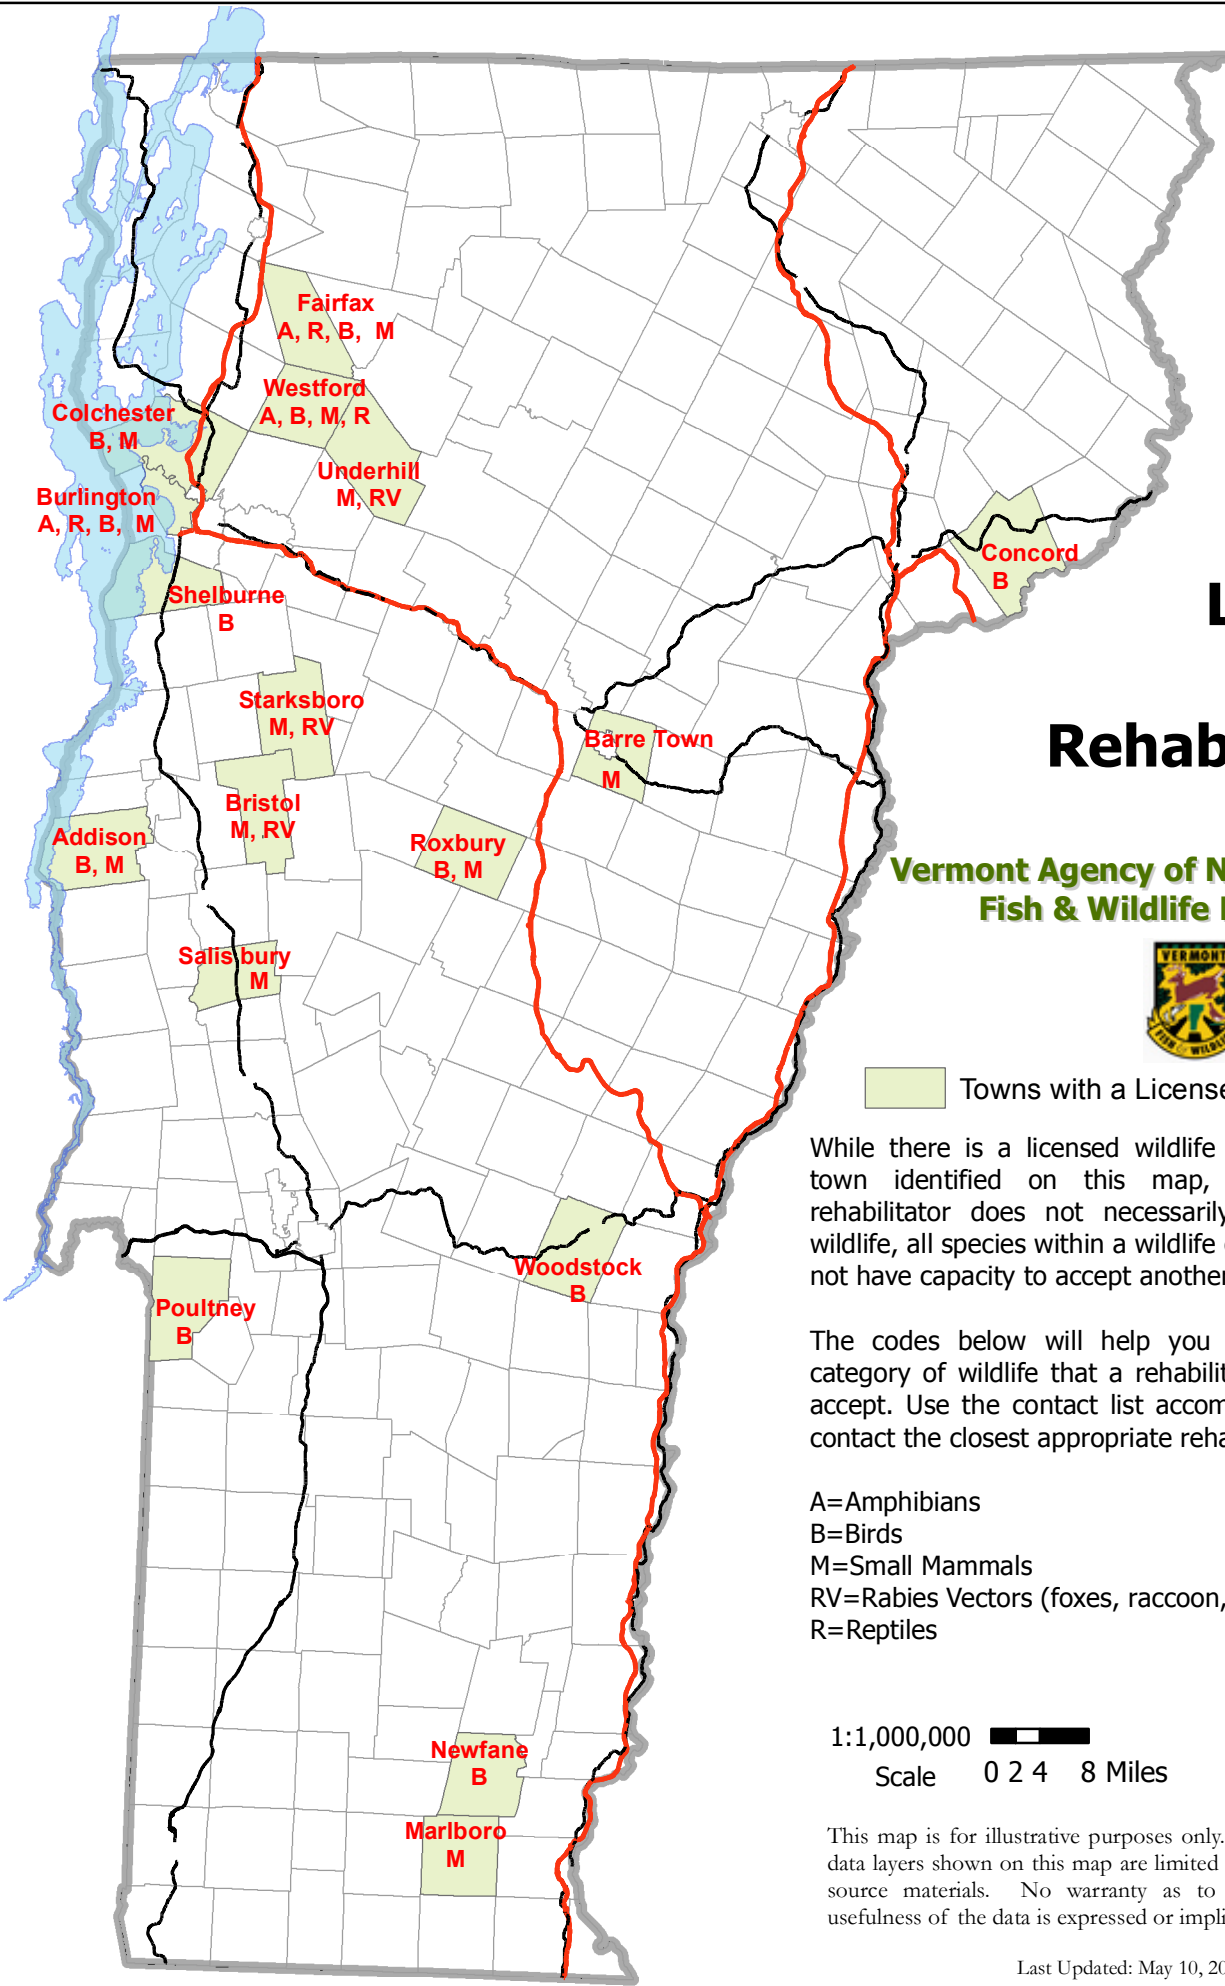 Fairfax
A, R, B, M
Westford
A, B, M, R
Colchester
B, M
Underhill
M, RV
Burlington
A, R, B, M
Concord
B
Shelburne
B
L
Starksboro
M, RV
Barre Town
M
Rehab
Bristol
M, RV
Addison
B, M
Roxbury
B, M
Vermont Agency of N
Fish & Wildlife
Salisbury
M
VERMONT
FISH & WILDLIFE
Towns with a License
While there is a licensed wildlife
town identified on this map,
rehabilitator does not necessarily
wildlife, all species within a wildlife
not have capacity to accept another
Woodstock
B
Poultney
B
The codes below will help you
category of wildlife that a rehabilit
accept. Use the contact list accom
contact the closest appropriate reha
A=Amphibians
B=Birds
M=Small Mammals
RV=Rabies Vectors (foxes, raccoon,
R=Reptiles
1:1,000,000
Scale
0 2 4 8 Miles
Newfane
B
Marlboro
M
This map is for illustrative purposes only.
data layers shown on this map are limited
source materials. No warranty as to
usefulness of the data is expressed or impli
Last Updated: May 10, 20